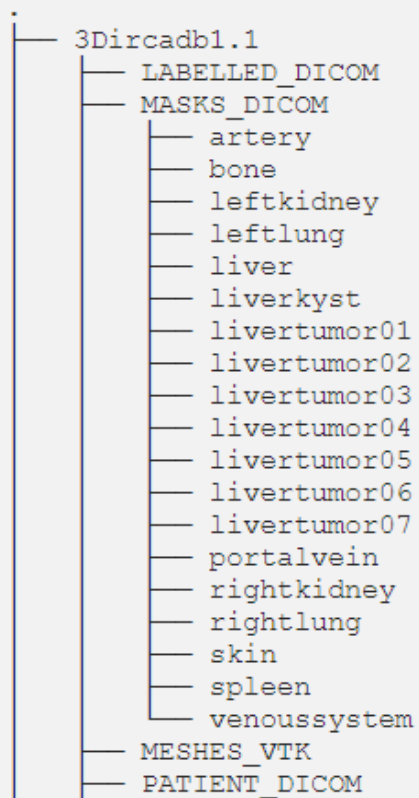 .
├── 3Dircadb1.1
│   ├── LABELLED_DICOM
│   ├── MASKS_DICOM
│   │   ├── artery
│   │   ├── bone
│   │   ├── leftkidney
│   │   ├── leftlung
│   │   ├── liver
│   │   ├── liverkyst
│   │   ├── livertumor01
│   │   ├── livertumor02
│   │   ├── livertumor03
│   │   ├── livertumor04
│   │   ├── livertumor05
│   │   ├── livertumor06
│   │   ├── livertumor07
│   │   ├── portalvein
│   │   ├── rightkidney
│   │   ├── rightlung
│   │   ├── skin
│   │   ├── spleen
│   │   └── venoussystem
│   ├── MESHES_VTK
│   ├── PATIENT_DICOM